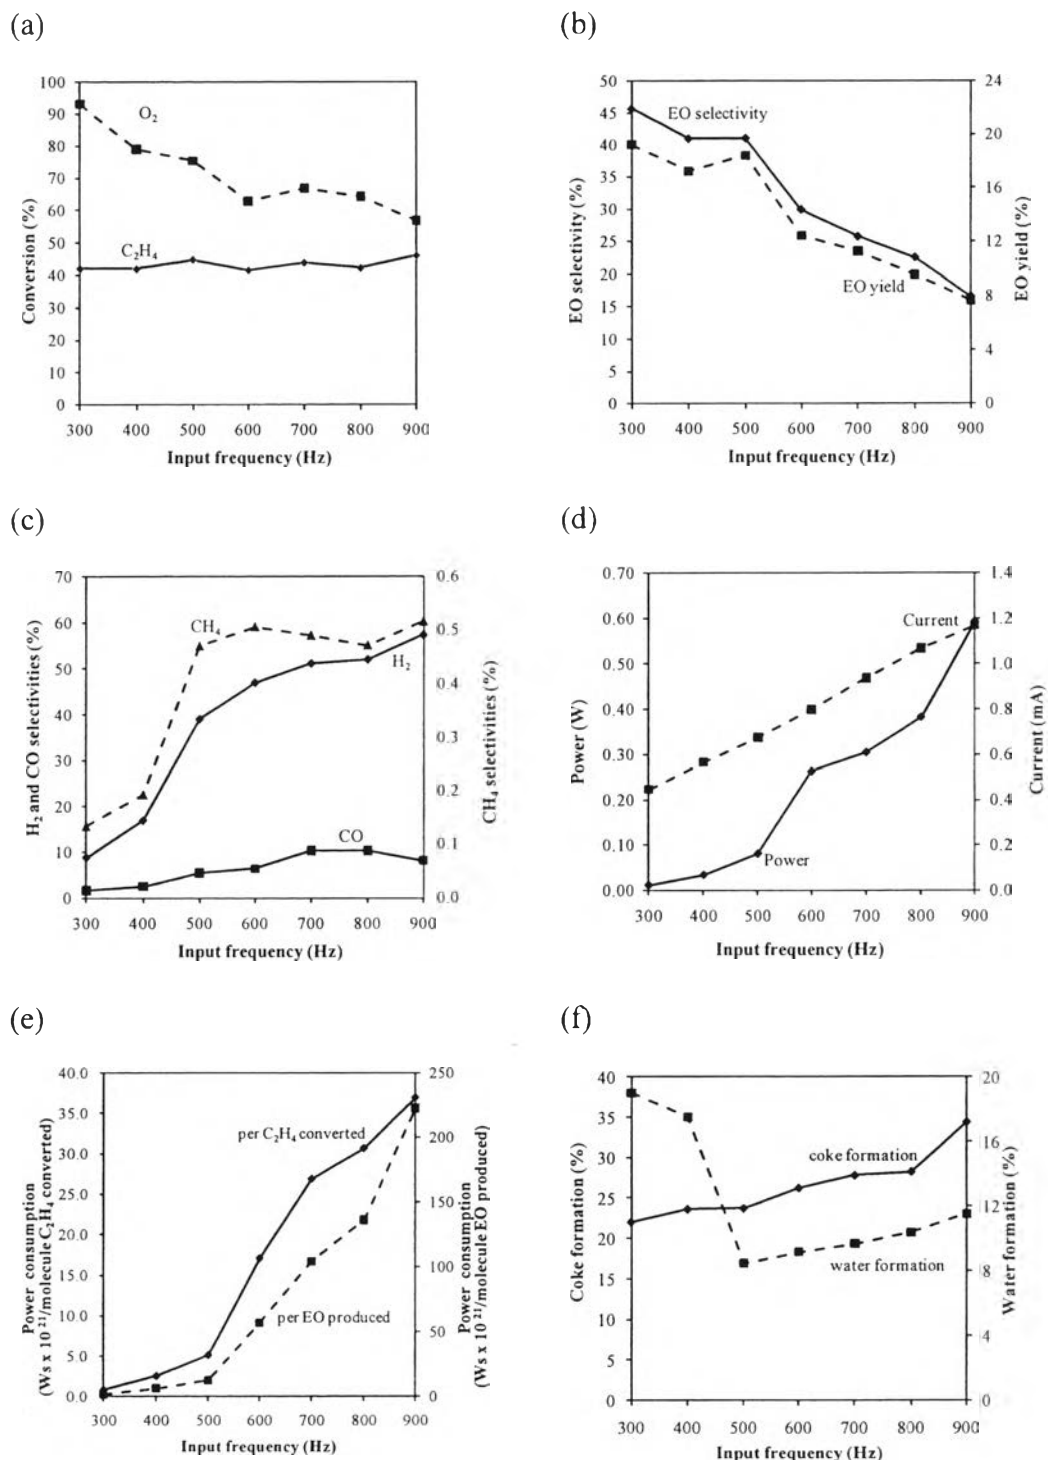 (a)
100
90
80
70
60
50
40
30
20
10
0
Conversion (%)
O2
C2H4
300 400 500 600 700 800 900
Input frequency (Hz)
(b)
50
45
40
35
30
25
20
15
10
5
0
EO selectivity (%)
EO selectivity
EO yield
24
20
16
12
8
4
0
EO yield (%)
300 400 500 600 700 800 900
Input frequency (Hz)
(c)
70
60
50
40
30
20
10
0
H2 and CO selectivities (%)
CH4
H2
CO
0.6
0.5
0.4
0.3
0.2
0.1
0.0
CH4 selectivities (%)
300 400 500 600 700 800 900
Input frequency (Hz)
(d)
0.70
0.60
0.50
0.40
0.30
0.20
0.10
0.00
Power (W)
Current
Power
1.4
1.2
1.0
0.8
0.6
0.4
0.2
0.0
Current (mA)
300 400 500 600 700 800 900
Input frequency (Hz)
(e)
40.0
35.0
30.0
25.0
20.0
15.0
10.0
5.0
0.0
Power consumption
(Ws x 10^21/molecule C2H4 converted)
per C2H4 converted
per EO produced
250
200
150
100
50
0
Power consumption
(Ws x 10^21/molecule EO produced)
300 400 500 600 700 800 900
Input frequency (Hz)
(f)
40
35
30
25
20
15
10
5
0
Coke formation (%)
coke formation
water formation
20
16
12
8
4
0
Water formation (%)
300 400 500 600 700 800 900
Input frequency (Hz)